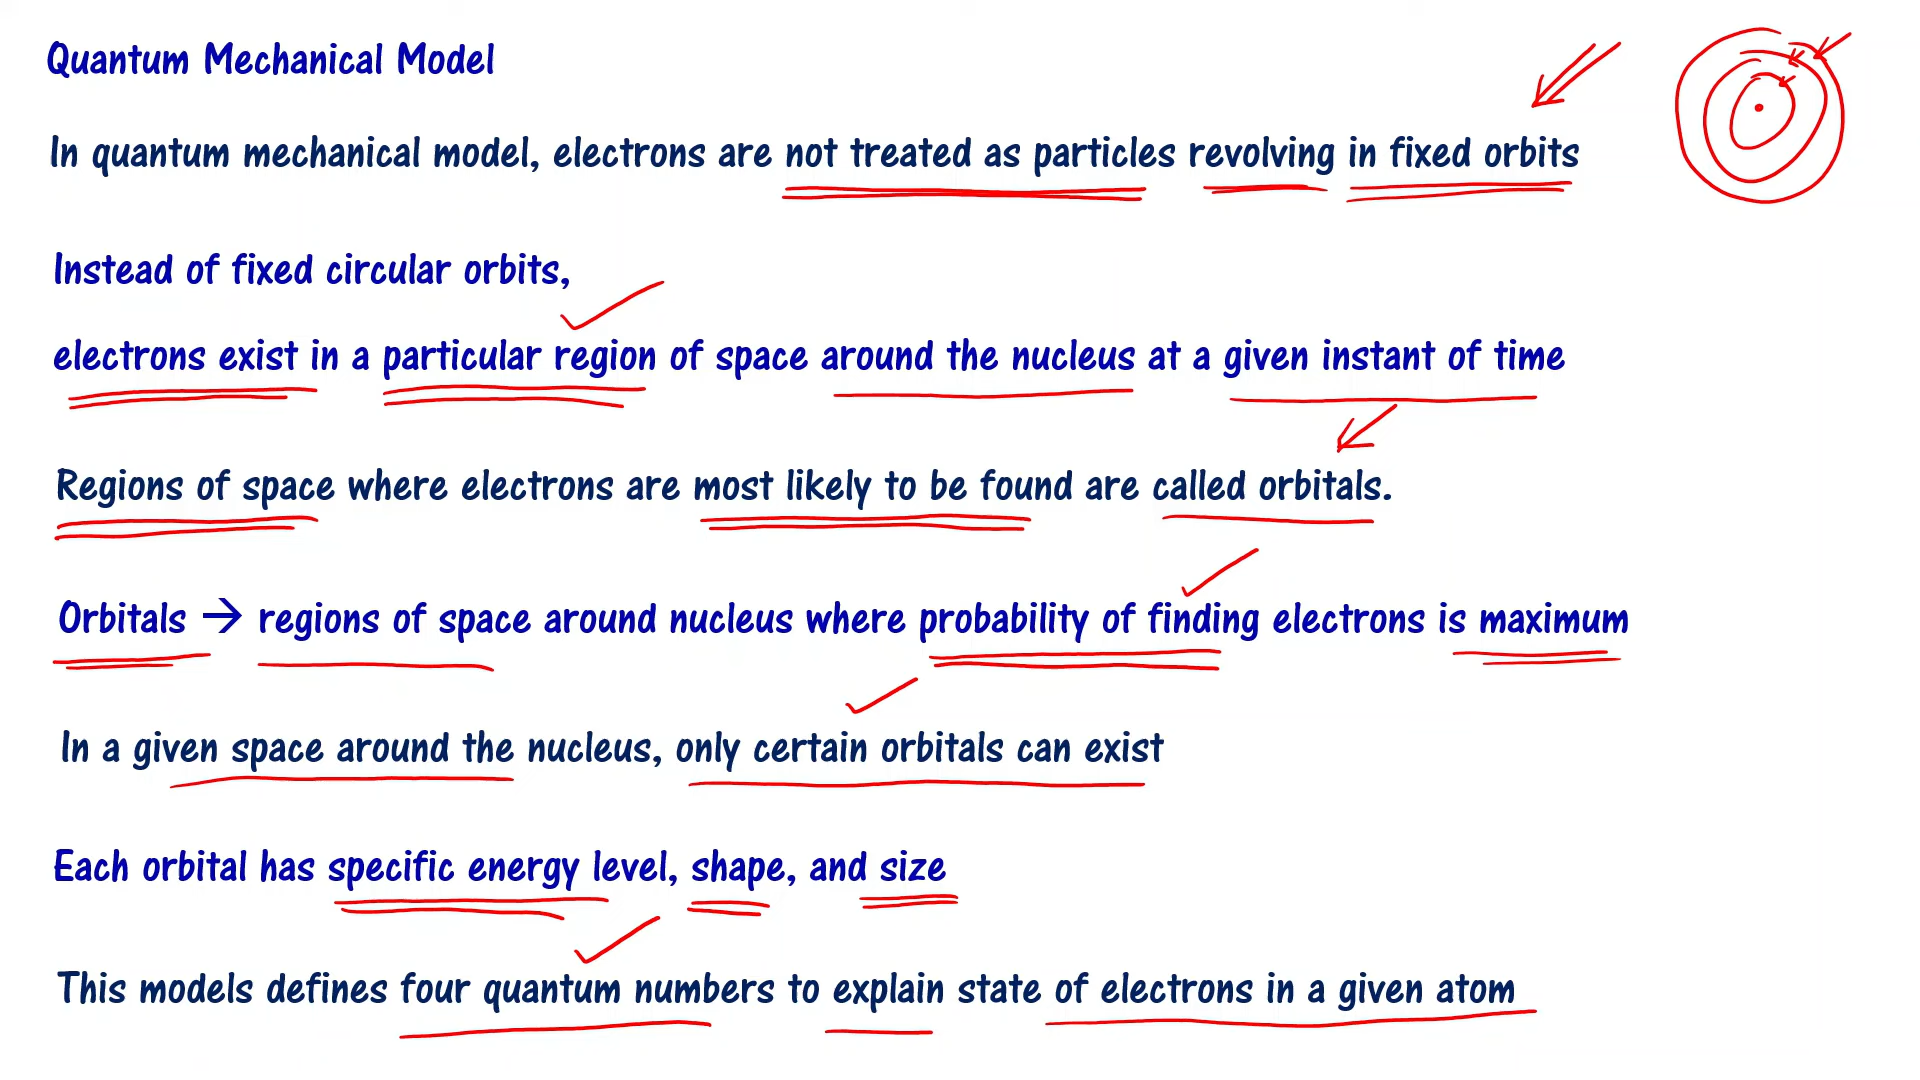 Quantum Mechanical Model
In quantum mechanical model, electrons are not treated as particles revolving in fixed orbits
Instead of fixed circular orbits,
electrons exist in a particular region of space around the nucleus at a given instant of time
Regions of space where electrons are most likely to be found are called orbitals.
Orbitals → regions of space around nucleus where probability of finding electrons is maximum
In a given space around the nucleus, only certain orbitals can exist
Each orbital has specific energy level, shape, and size
This models defines four quantum numbers to explain state of electrons in a given atom